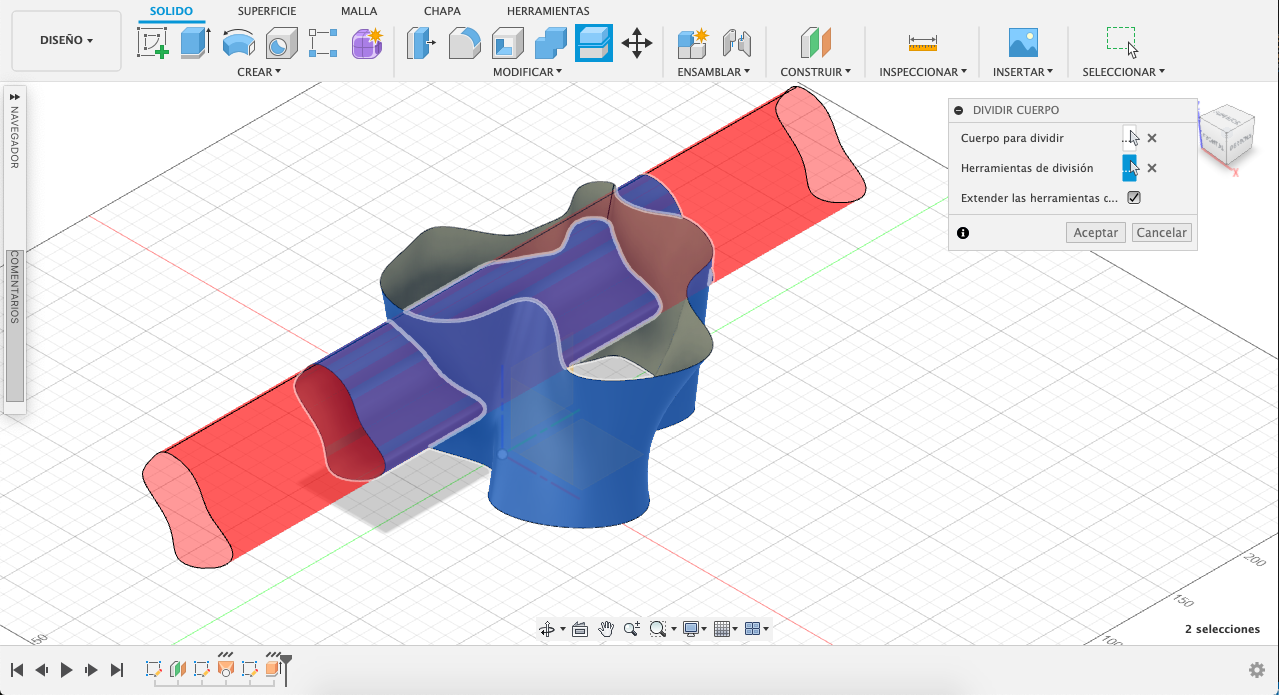 SOLIDO
SUPERFICIE
MALLA
CHAPA
HERRAMIENTAS
DISEÑO
CREAR
MODIFICAR
ENSAMBLAR
CONSTRUIR
INSPECCIONAR
INSERTAR
SELECCIONAR
NAVEGADOR
COMENTARIOS
DIVIDIR CUERPO
Cuerpo para dividir
Herramientas de división
Extender las herramientas c...
Aceptar
Cancelar
Z
X
200
150
100
50
2 selecciones